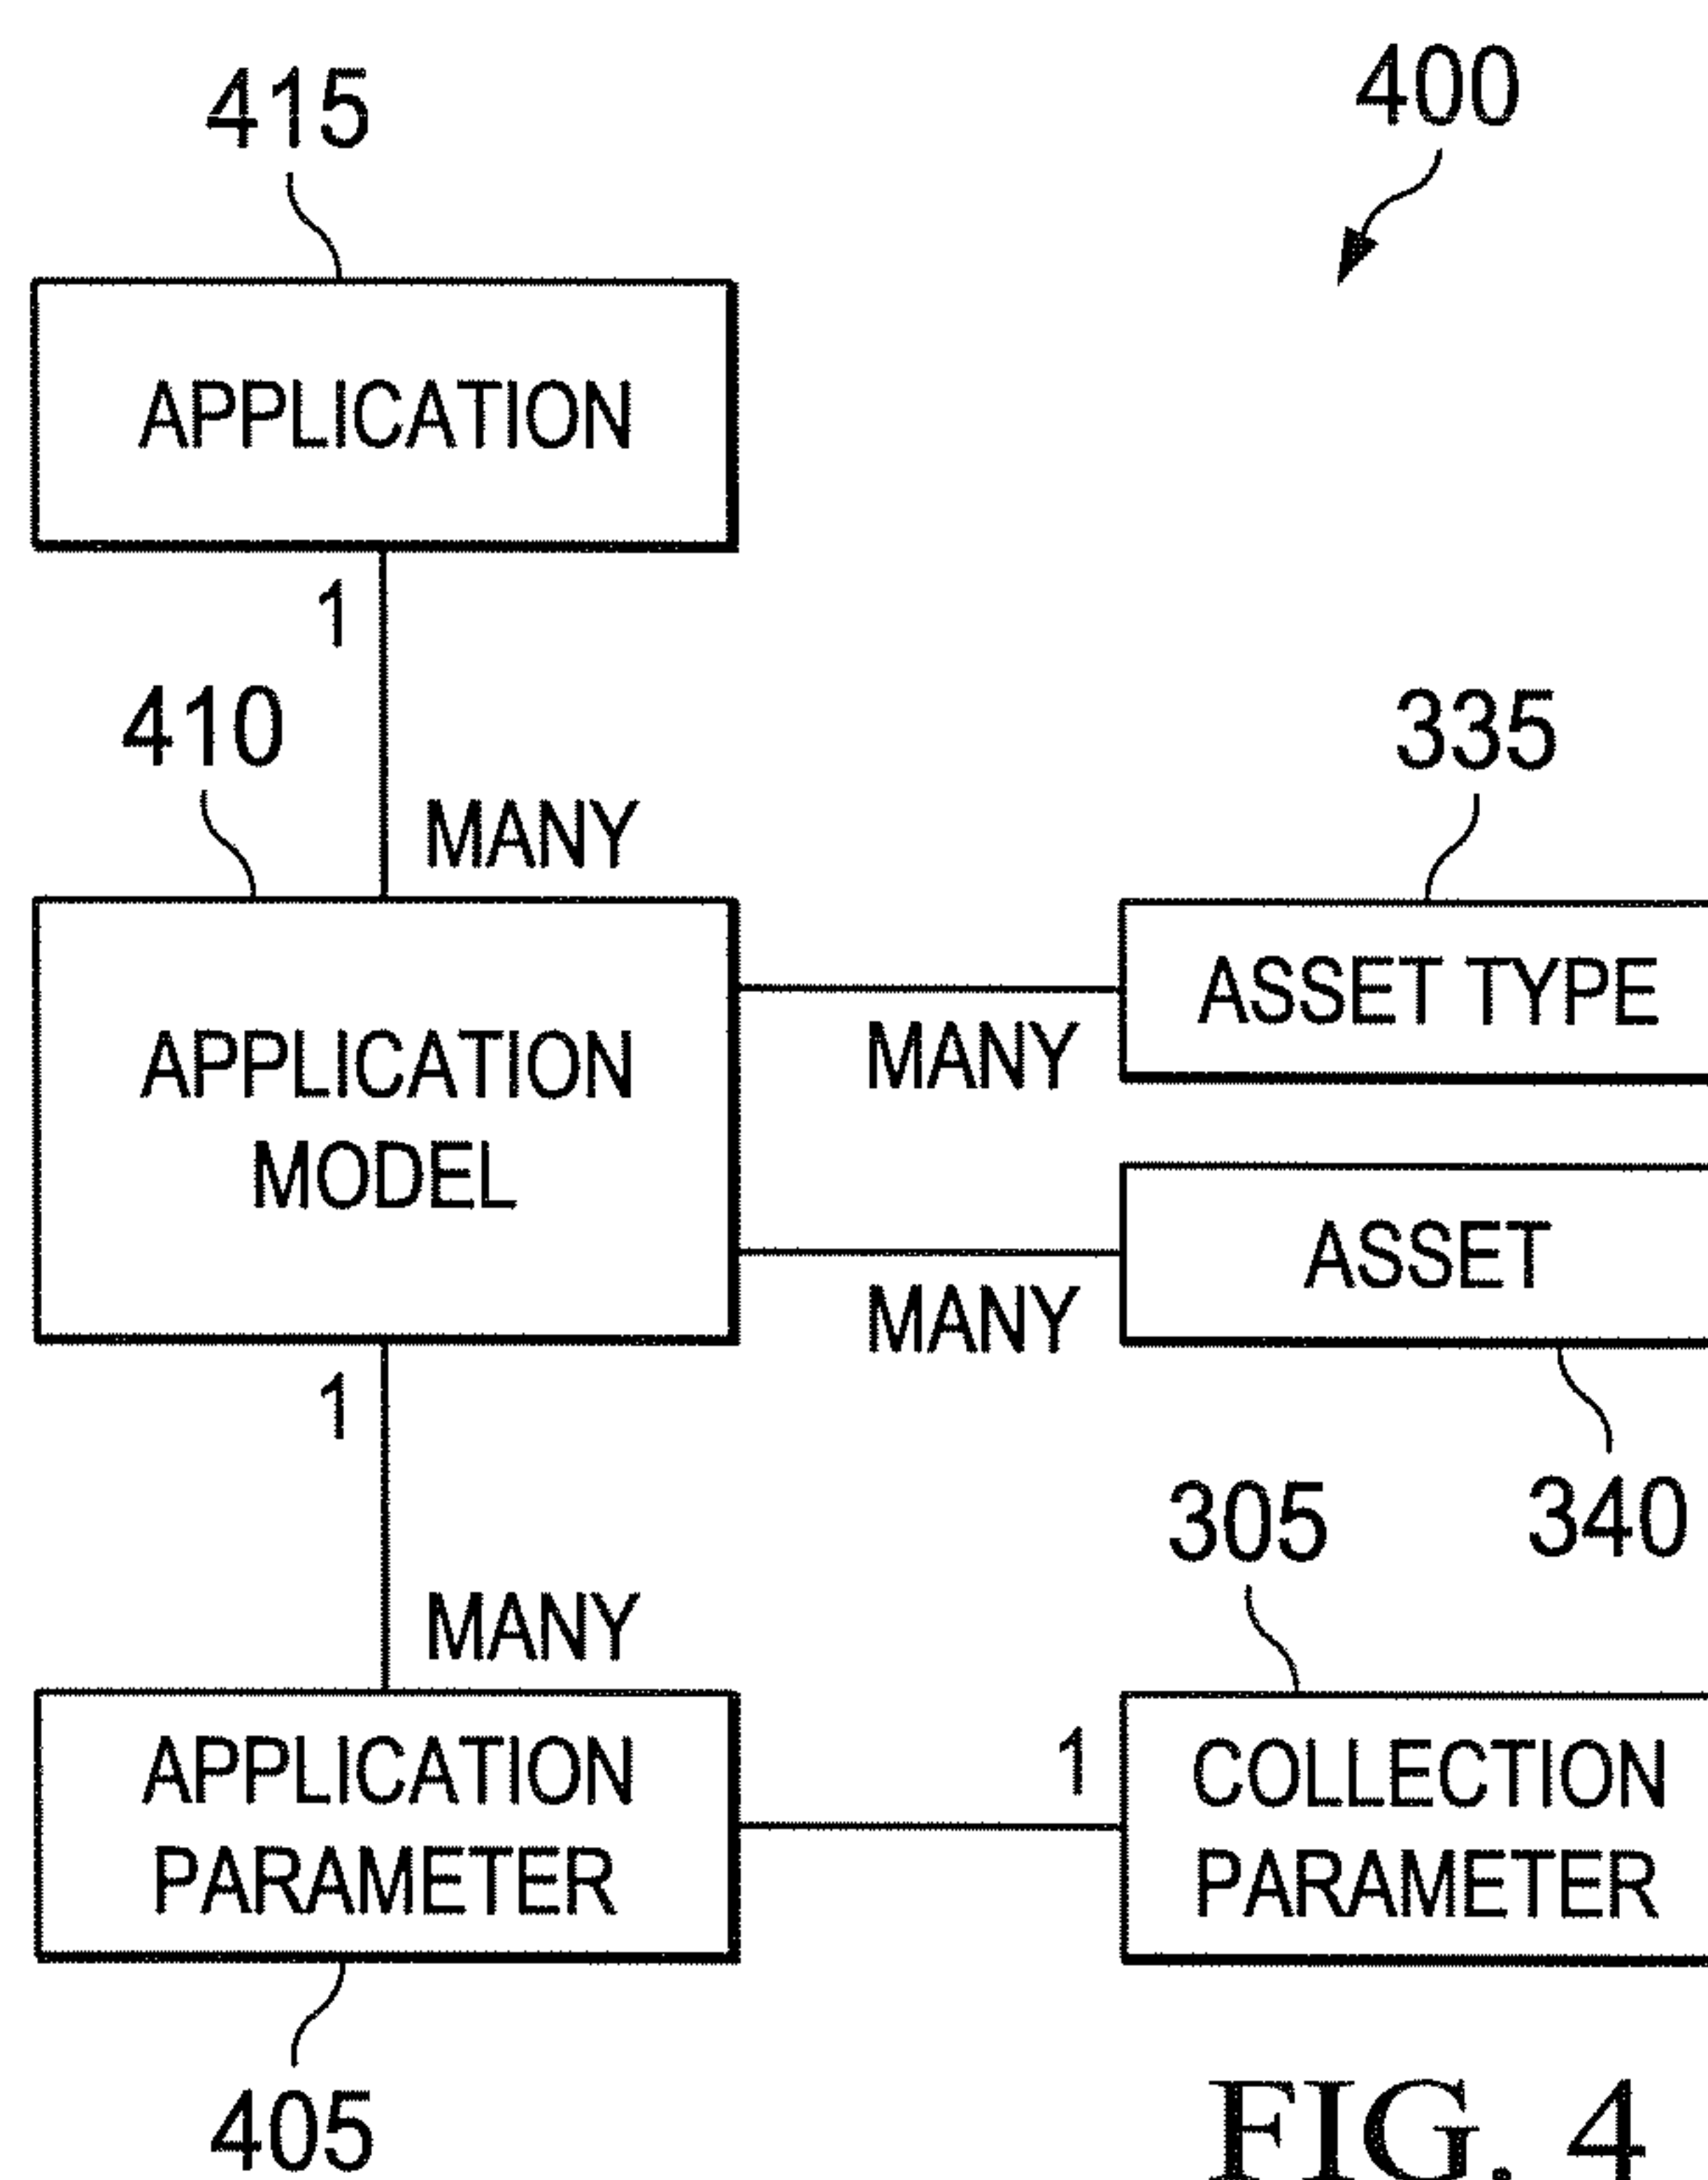 415
400
APPLICATION
1
410
MANY
335
APPLICATION
MODEL
ASSET TYPE
MANY
ASSET
MANY
1
340
305
MANY
APPLICATION
PARAMETER
1
COLLECTION
PARAMETER
405
FIG. 4